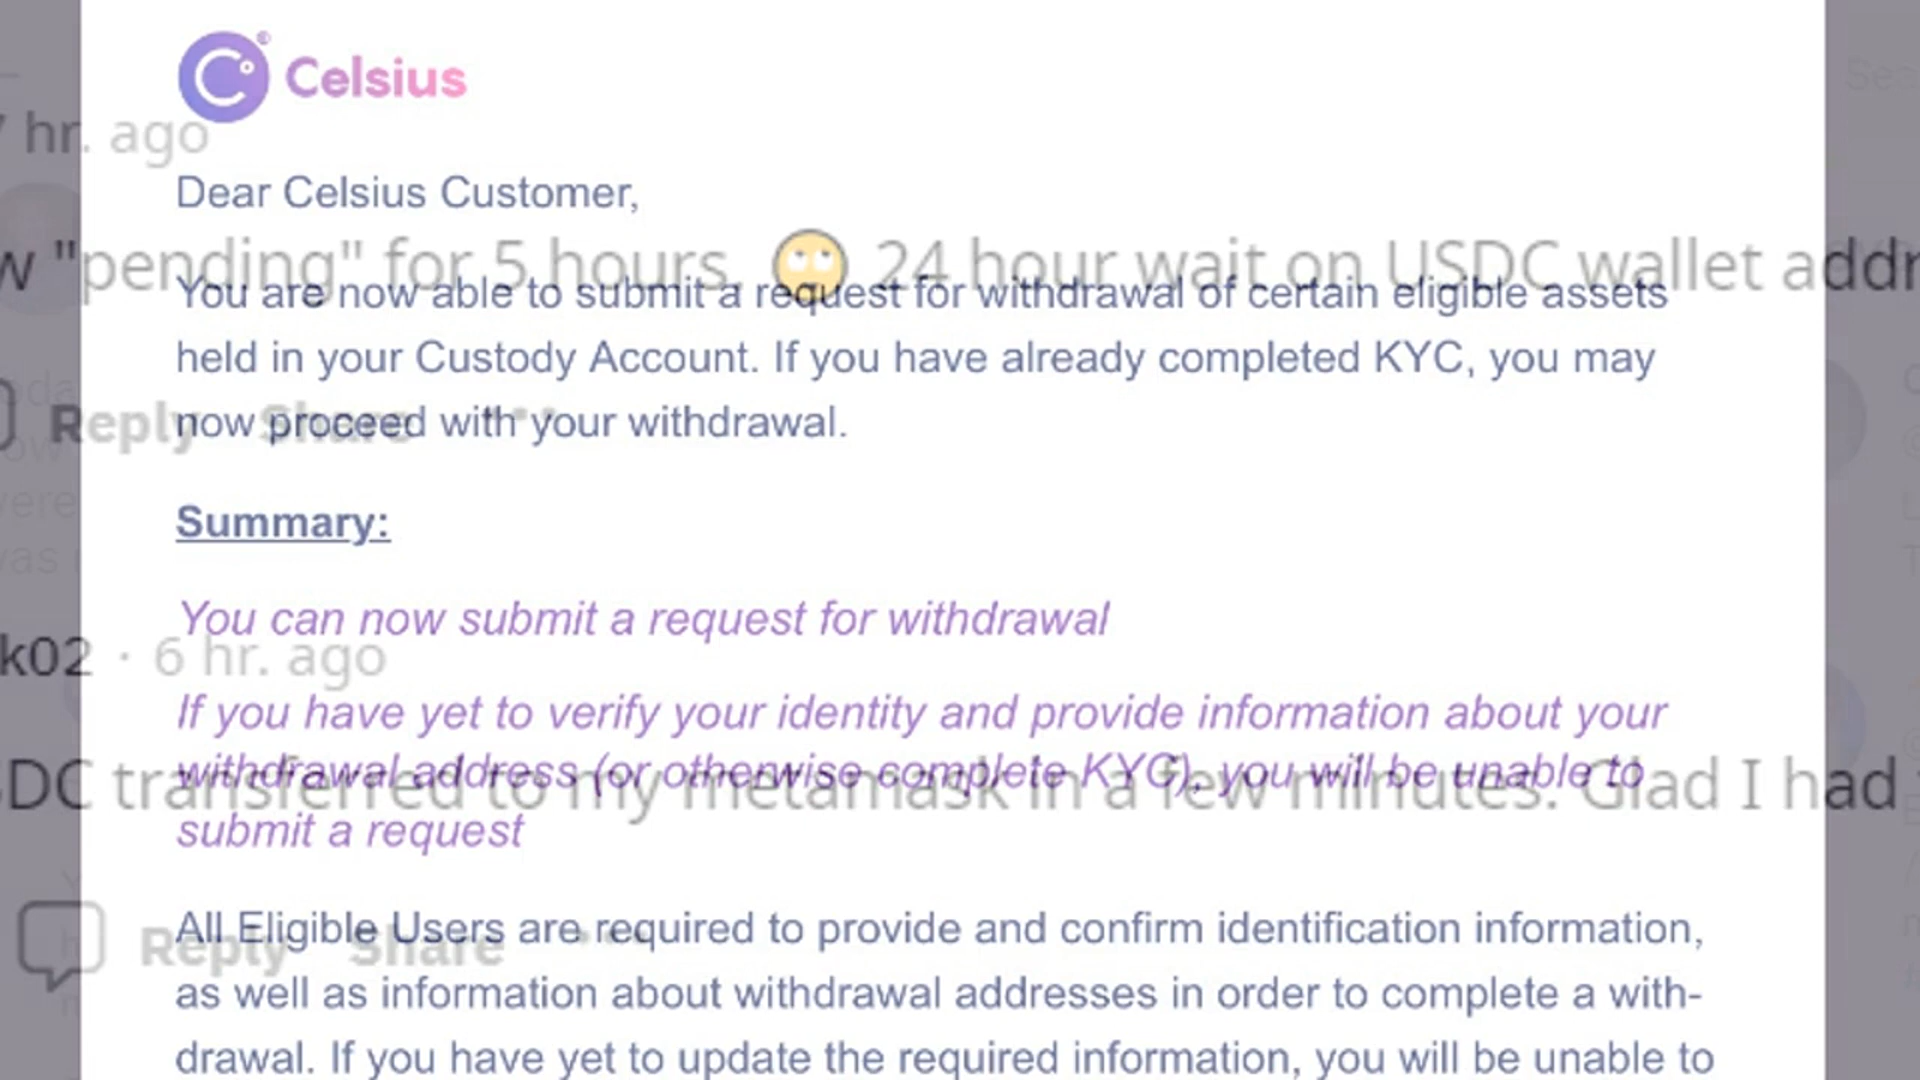 Celsius
hr. ago
Dear Celsius Customer,
"pending" for 5 hours. 🙄 24 hour wait on USDC wallet addr
You are now able to submit a request for withdrawal of certain eligible assets
held in your Custody Account. If you have already completed KYC, you may
Reply Share
now proceed with your withdrawal.
Summary:
You can now submit a request for withdrawal
k02 · 6 hr. ago
If you have yet to verify your identity and provide information about your
withdrawal address (or otherwise complete KYC), you will be unable to
DC transferred to my metamask in a few minutes. Glad I had
submit a request
All Eligible Users are required to provide and confirm identification information,
Reply Share
as well as information about withdrawal addresses in order to complete a with-
drawal. If you have yet to update the required information, you will be unable to